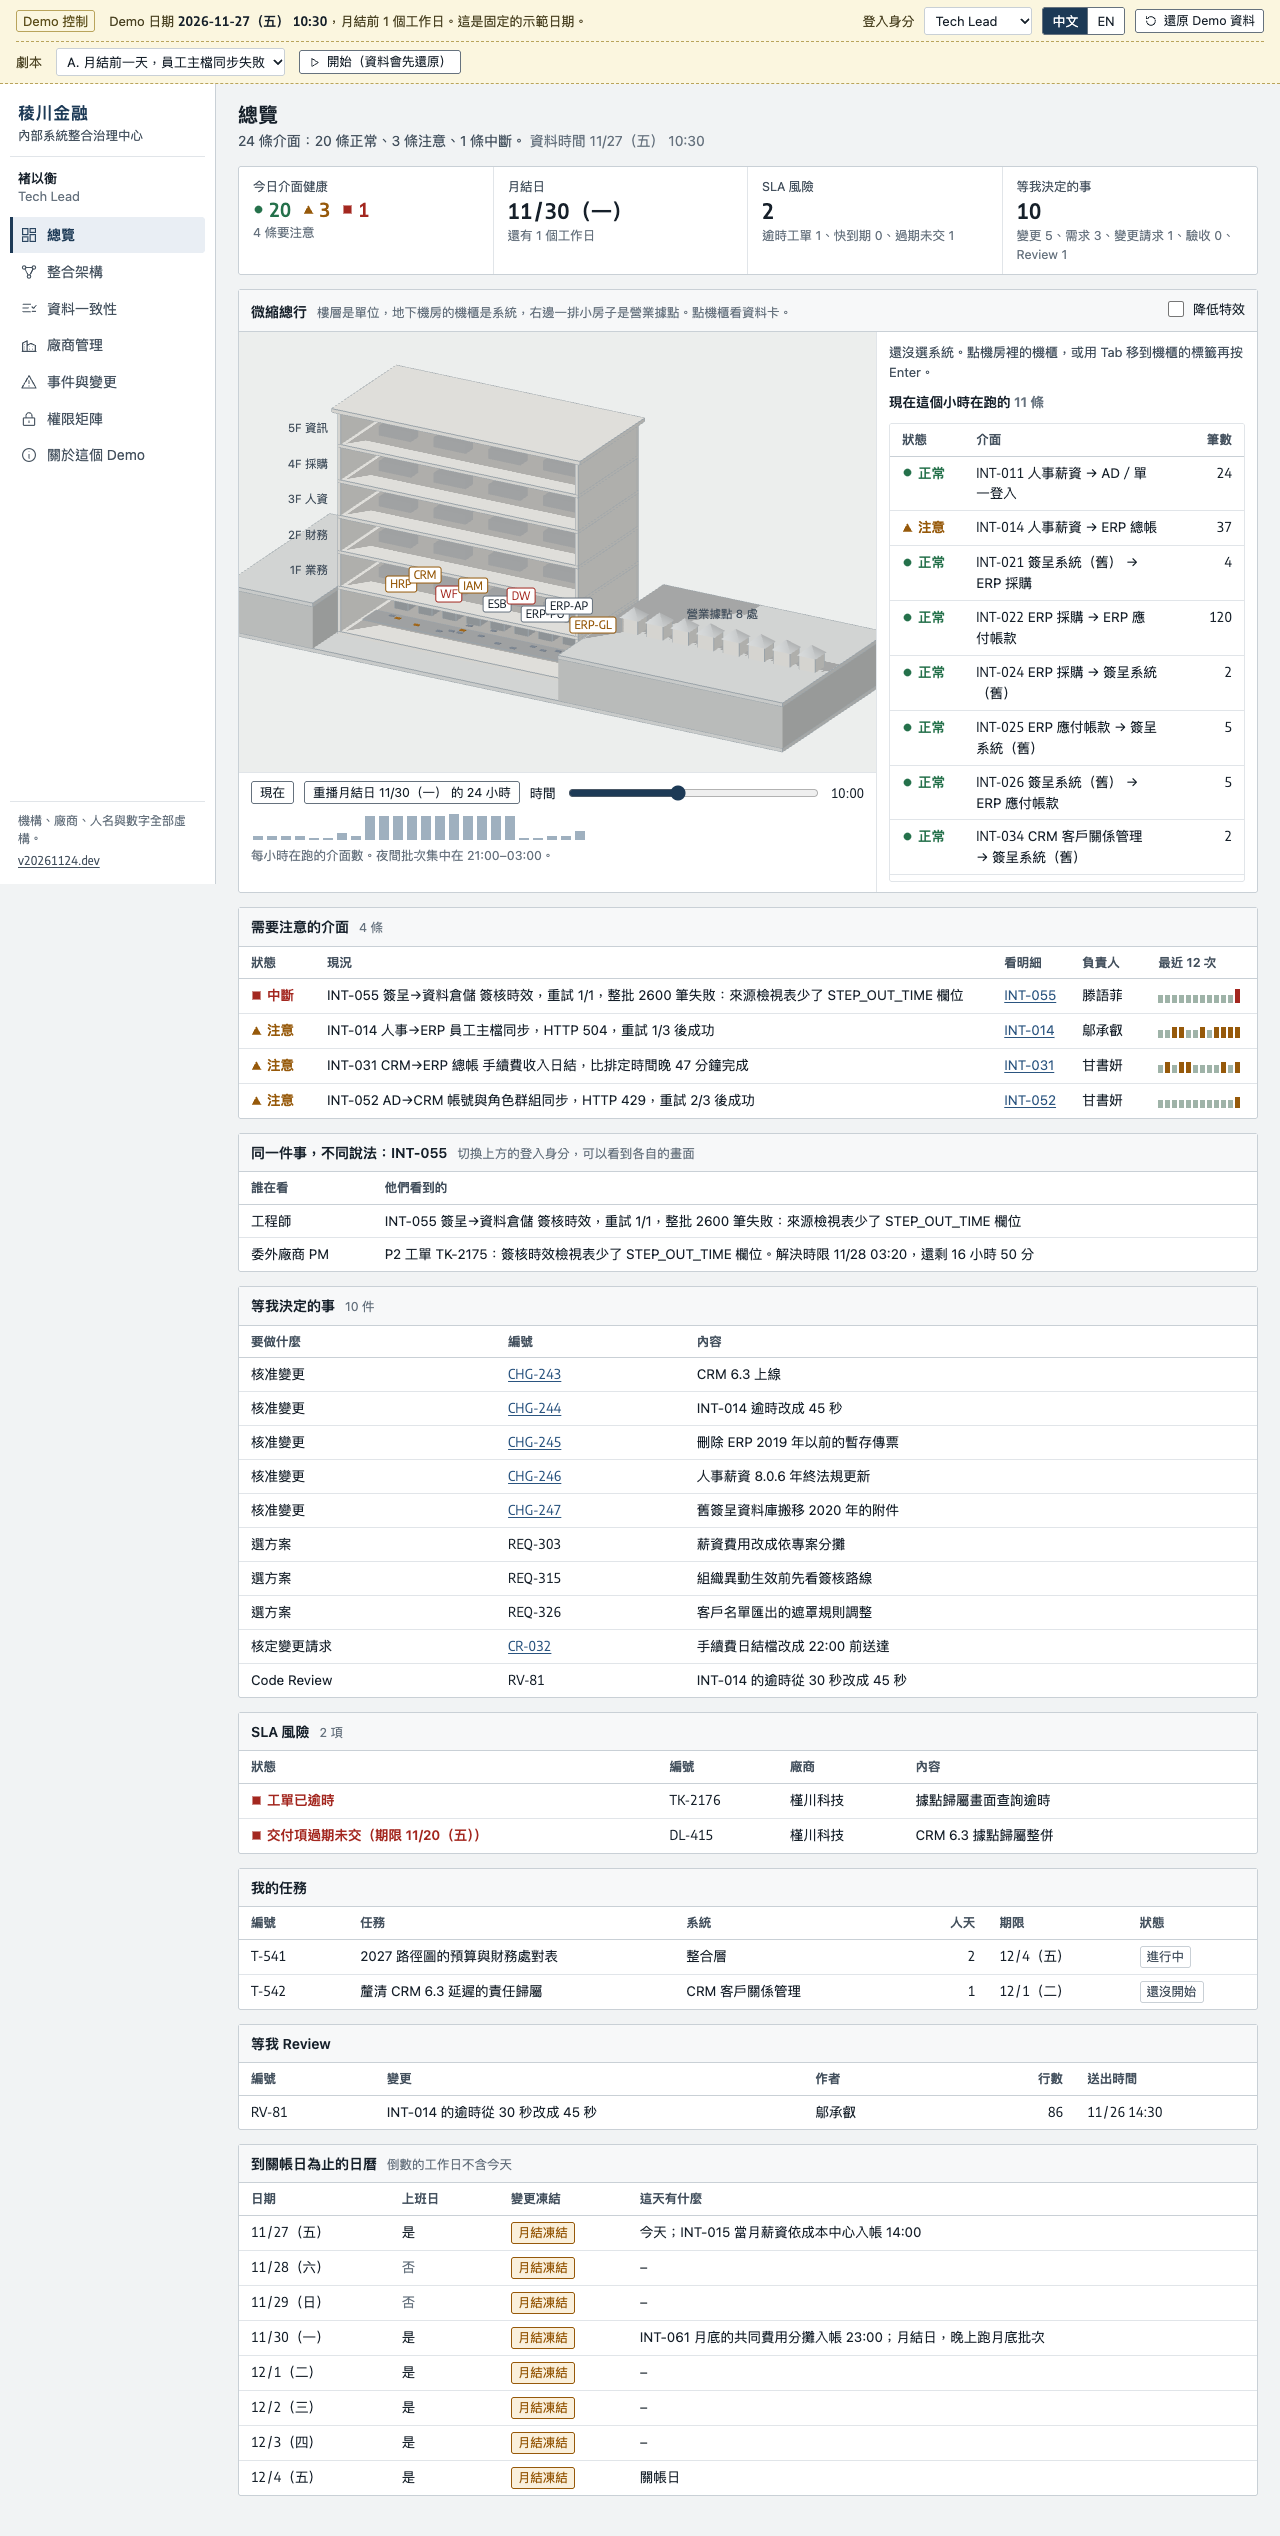 Demo 控制 Demo 日期 2026-11-27（五） 10:30，月結前 1 個工作日。這是固定的示範日期。 登入身分 Tech Lead 中文 EN 還原 Demo 資料
劇本 A. 月結前一天，員工主檔同步失敗 開始（資料會先還原）
稜川金融
內部系統整合治理中心
褚以衡
Tech Lead
總覽
整合架構
資料一致性
廠商管理
事件與變更
權限矩陣
關於這個 Demo
機構、廠商、人名與數字全部虛
構。
v20261124.dev
總覽
24 條介面：20 條正常、3 條注意、1 條中斷。 資料時間 11/27（五） 10:30
今日介面健康
20 3 1
4 條要注意
月結日
11/30（一）
還有 1 個工作日
SLA 風險
2
逾時工單 1、快到期 0、過期未交 1
等我決定的事
10
變更 5、需求 3、變更請求 1、驗收 0、
Review 1
微縮總行 樓層是單位，地下機房的機櫃是系統，右邊一排小房子是營業據點。點機櫃看資料卡。 降低特效
5F 資訊
4F 採購
3F 人資
2F 財務
1F 業務
HRP
CRM
WF
IAM
ESB
DW
ERP-AP
ERP-GL
營業據點 8 處
現在 重播月結日 11/30（一） 的 24 小時 時間 10:00
每小時在跑的介面數。夜間批次集中在 21:00–03:00。
還沒選系統。點機房裡的機櫃，或用 Tab 移到機櫃的標籤再按
Enter。
現在這個小時在跑的 11 條
狀態 介面 筆數
正常 INT-011 人事薪資 → AD / 單
一登入 24
注意 INT-014 人事薪資 → ERP 總帳 37
正常 INT-021 簽呈系統（舊） →
ERP 採購 4
正常 INT-022 ERP 採購 → ERP 應
付帳款 120
正常 INT-024 ERP 採購 → 簽呈系統
（舊） 2
正常 INT-025 ERP 應付帳款 → 簽呈
系統（舊） 5
正常 INT-026 簽呈系統（舊） →
ERP 應付帳款 5
正常 INT-034 CRM 客戶關係管理
→ 簽呈系統（舊） 2
需要注意的介面 4 條
狀態 現況 看明細 負責人 最近 12 次
中斷 INT-055 簽呈→資料倉儲 簽核時效，重試 1/1，整批 2600 筆失敗：來源檢視表少了 STEP_OUT_TIME 欄位 INT-055 滕語菲
注意 INT-014 人事→ERP 員工主檔同步，HTTP 504，重試 1/3 後成功 INT-014 鄔承叡
注意 INT-031 CRM→ERP 總帳 手續費收入日結，比排定時間晚 47 分鐘完成 INT-031 甘書妍
注意 INT-052 AD→CRM 帳號與角色群組同步，HTTP 429，重試 2/3 後成功 INT-052 甘書妍
同一件事，不同說法：INT-055 切換上方的登入身分，可以看到各自的畫面
誰在看 他們看到的
工程師 INT-055 簽呈→資料倉儲 簽核時效，重試 1/1，整批 2600 筆失敗：來源檢視表少了 STEP_OUT_TIME 欄位
委外廠商 PM P2 工單 TK-2175：簽核時效檢視表少了 STEP_OUT_TIME 欄位。解決時限 11/28 03:20，還剩 16 小時 50 分
等我決定的事 10 件
要做什麼 編號 內容
核准變更 CHG-243 CRM 6.3 上線
核准變更 CHG-244 INT-014 逾時改成 45 秒
核准變更 CHG-245 刪除 ERP 2019 年以前的暫存傳票
核准變更 CHG-246 人事薪資 8.0.6 年終法規更新
核准變更 CHG-247 舊簽呈資料庫搬移 2020 年的附件
選方案 REQ-303 薪資費用改成依專案分攤
選方案 REQ-315 組織異動生效前先看簽核路線
選方案 REQ-326 客戶名單匯出的遮罩規則調整
核定變更請求 CR-032 手續費日結檔改成 22:00 前送達
Code Review RV-81 INT-014 的逾時從 30 秒改成 45 秒
SLA 風險 2 項
狀態 編號 廠商 內容
工單已逾時 TK-2176 槿川科技 據點歸屬畫面查詢逾時
交付項過期未交（期限 11/20（五）） DL-415 槿川科技 CRM 6.3 據點歸屬整併
我的任務
編號 任務 系統 人天 期限 狀態
T-541 2027 路徑圖的預算與財務處對表 整合層 2 12/4（五） 進行中
T-542 釐清 CRM 6.3 延遲的責任歸屬 CRM 客戶關係管理 1 12/1（二） 還沒開始
等我 Review
編號 變更 作者 行數 送出時間
RV-81 INT-014 的逾時從 30 秒改成 45 秒 鄔承叡 86 11/26 14:30
到關帳日為止的日曆 倒數的工作日不含今天
日期 上班日 變更凍結 這天有什麼
11/27（五） 是 月結凍結 今天；INT-015 當月薪資依成本中心入帳 14:00
11/28（六） 否 月結凍結 –
11/29（日） 否 月結凍結 –
11/30（一） 是 月結凍結 INT-061 月底的共同費用分攤入帳 23:00；月結日，晚上跑月底批次
12/1（二） 是 月結凍結 –
12/2（三） 是 月結凍結 –
12/3（四） 是 月結凍結 –
12/4（五） 是 月結凍結 關帳日